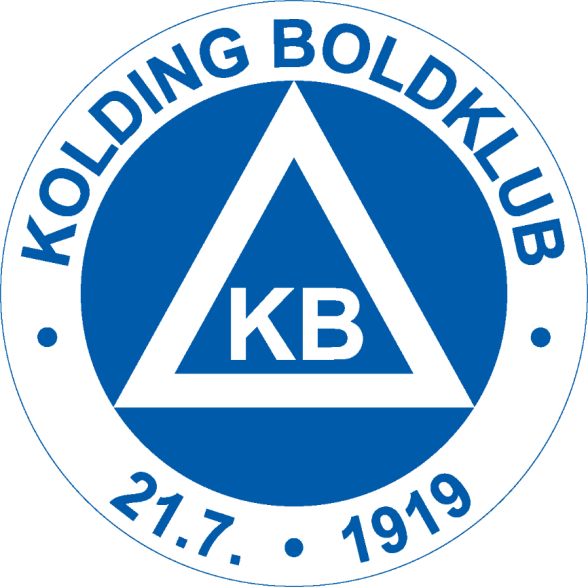 KOLDING BOLDKLUB
KB
21.7. • 1919